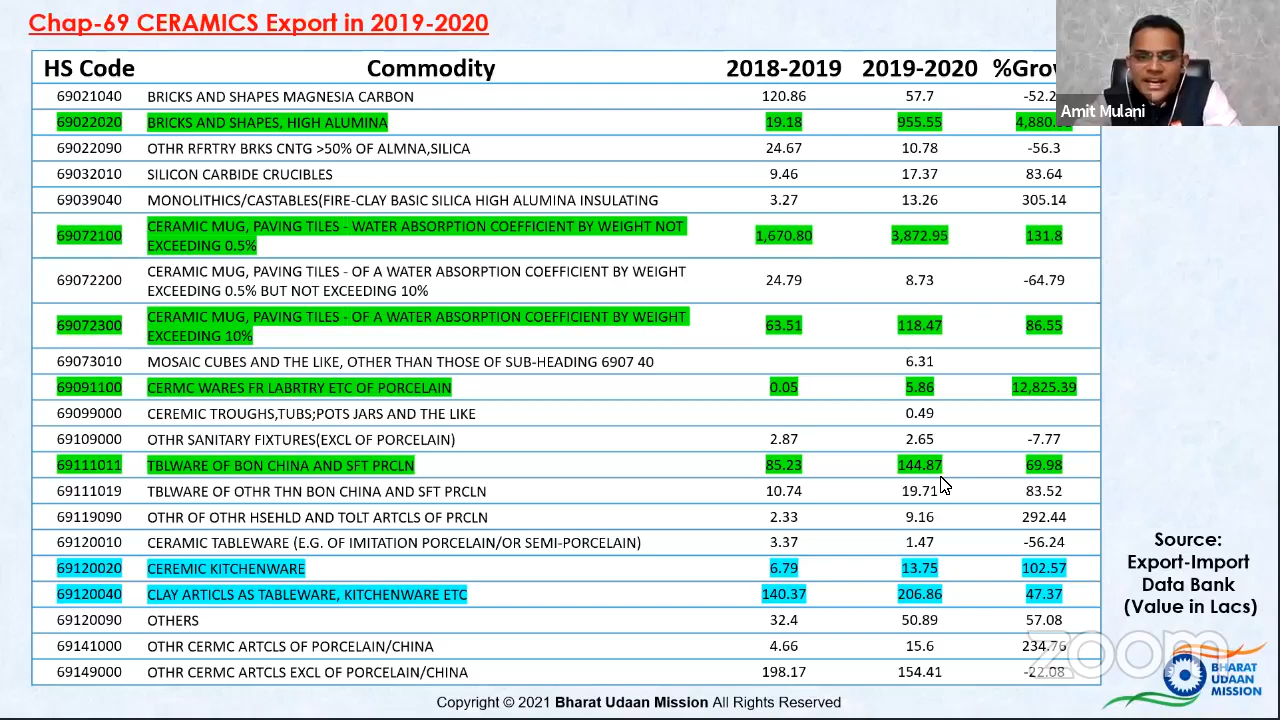 Chap-69 CERAMICS Export in 2019-2020
HS Code Commodity 2018-2019 2019-2020
69021040 BRICKS AND SHAPES MAGNESIA CARBON 120.86 57.7
69022020 BRICKS AND SHAPES, HIGH ALUMINA 19.18 955.55
69022090 OTHR RFRTRY BRKS CNTG >50% OF ALMNA,SILICA 24.67 10.78 -56.3
69032010 SILICON CARBIDE CRUCIBLES 9.46 17.37 83.64
69039040 MONOLITHICS/CASTABLES(FIRE-CLAY BASIC SILICA HIGH ALUMINA INSULATING 3.27 13.26 305.14
69072100 CERAMIC MUG, PAVING TILES - WATER ABSORPTION COEFFICIENT BY WEIGHT NOT
EXCEEDING 0.5% 1,670.80 3,872.95 131.8
69072200 CERAMIC MUG, PAVING TILES - OF A WATER ABSORPTION COEFFICIENT BY WEIGHT
EXCEEDING 0.5% BUT NOT EXCEEDING 10% 24.79 8.73 -64.79
69072300 CERAMIC MUG, PAVING TILES - OF A WATER ABSORPTION COEFFICIENT BY WEIGHT
EXCEEDING 10% 63.51 118.47 86.55
69073010 MOSAIC CUBES AND THE LIKE, OTHER THAN THOSE OF SUB-HEADING 6907 40 6.31
69091100 CERMC WARES FR LABRTRY ETC OF PORCELAIN 0.05 5.86 12,825.39
69099000 CEREMIC TROUGHS,TUBS;POTS JARS AND THE LIKE 0.49
69109000 OTHR SANITARY FIXTURES(EXCL OF PORCELAIN) 2.87 2.65 -7.77
69111011 TBLWARE OF BON CHINA AND SFT PRCLN 85.23 144.87 69.98
69111019 TBLWARE OF OTHR THN BON CHINA AND SFT PRCLN 10.74 19.71 83.52
69119090 OTHR OF OTHR HSEHLD AND TOLT ARTCLS OF PRCLN 2.33 9.16 292.44
69120010 CERAMIC TABLEWARE (E.G. OF IMITATION PORCELAIN/OR SEMI-PORCELAIN) 3.37 1.47 -56.24
69120020 CEREMIC KITCHENWARE 6.79 13.75 102.57
69120040 CLAY ARTICLS AS TABLEWARE, KITCHENWARE ETC 140.37 206.86 47.37
69120090 OTHERS 32.4 50.89 57.08
69141000 OTHR CERMC ARTCLS OF PORCELAIN/CHINA 4.66 15.6 234.76
69149000 OTHR CERMC ARTCLS EXCL OF PORCELAIN/CHINA 198.17 154.41 -22.08
Amit Mulani
Source:
Export-Import
Data Bank
(Value in Lacs)
zoom
BHARAT
UDAAN
MISSION
Copyright © 2021 Bharat Udaan Mission All Rights Reserved